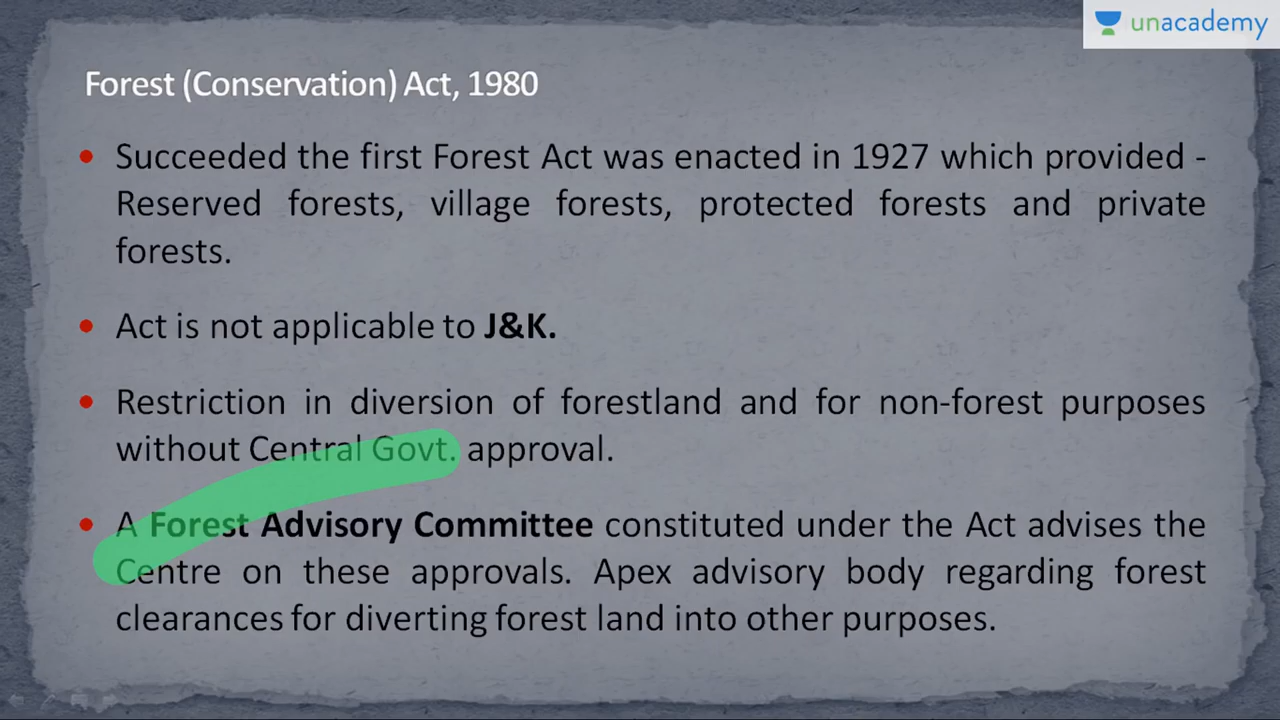 unacademy
Forest (Conservation) Act, 1980
• Succeeded the first Forest Act was enacted in 1927 which provided -
Reserved forests, village forests, protected forests and private
forests.
• Act is not applicable to J&K.
• Restriction in diversion of forestland and for non-forest purposes
without Central Govt. approval.
• A Forest Advisory Committee constituted under the Act advises the
Centre on these approvals. Apex advisory body regarding forest
clearances for diverting forest land into other purposes.